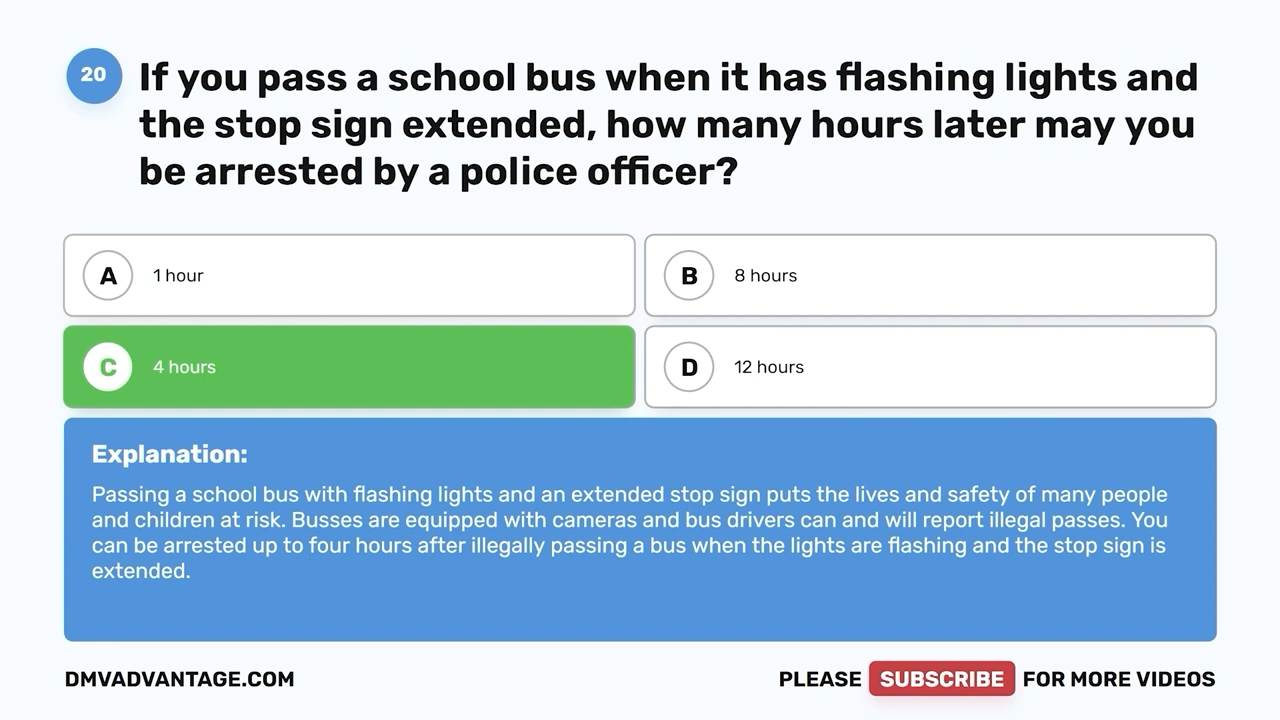 20
If you pass a school bus when it has flashing lights and
the stop sign extended, how many hours later may you
be arrested by a police officer?
A 1 hour
B 8 hours
C 4 hours
D 12 hours
Explanation:
Passing a school bus with flashing lights and an extended stop sign puts the lives and safety of many people
and children at risk. Busses are equipped with cameras and bus drivers can and will report illegal passes. You
can be arrested up to four hours after illegally passing a bus when the lights are flashing and the stop sign is
extended.
DMVADVANTAGE.COM
PLEASE SUBSCRIBE FOR MORE VIDEOS